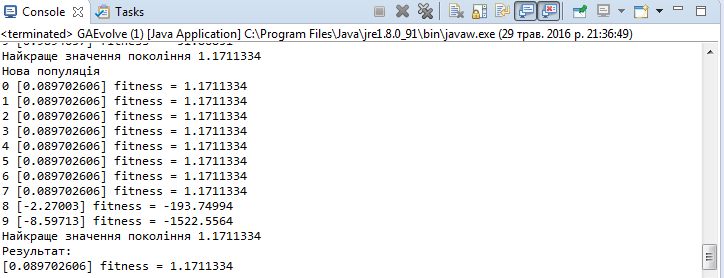 Console Tasks
<terminated> GAEvolve (1) [Java Application] C:\Program Files\Java\jre1.8.0_91\bin\javaw.exe (29 трав. 2016 р. 21:36:49)
Найкраще значення покоління 1.1711334
Нова популяція
0 [0.089702606] fitness = 1.1711334
1 [0.089702606] fitness = 1.1711334
2 [0.089702606] fitness = 1.1711334
3 [0.089702606] fitness = 1.1711334
4 [0.089702606] fitness = 1.1711334
5 [0.089702606] fitness = 1.1711334
6 [0.089702606] fitness = 1.1711334
7 [0.089702606] fitness = 1.1711334
8 [-2.27003] fitness = -193.74994
9 [-8.59713] fitness = -1522.5564
Найкраще значення покоління 1.1711334
Результат:
[0.089702606] fitness = 1.1711334